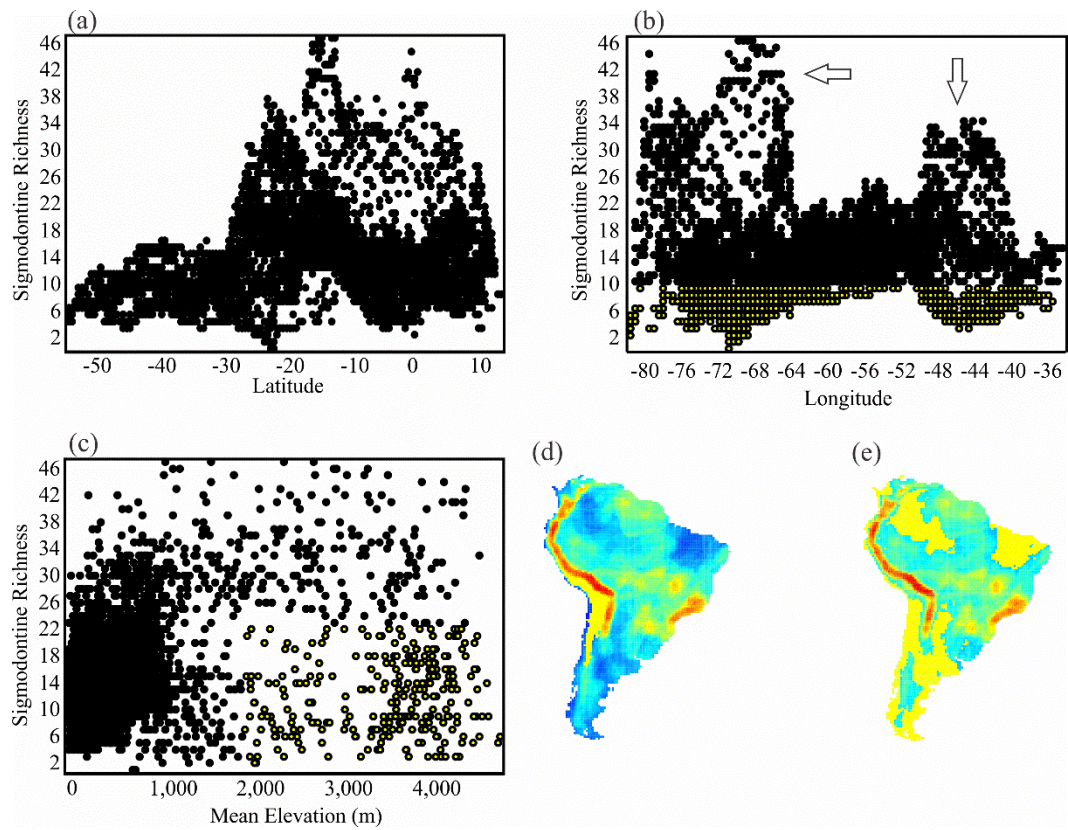 (a)
46
42
38
34
30
26
22
18
14
10
6
2
Sigmodontine Richness
-50 -40 -30 -20 -10 0 10
Latitude
(b)
46
42
38
34
30
26
22
18
14
10
6
2
Sigmodontine Richness
-80 -76 -72 -68 -64 -60 -56 -52 -48 -44 -40 -36
Longitude
(c)
46
42
38
34
30
26
22
18
14
10
6
2
Sigmodontine Richness
0 1,000 2,000 3,000 4,000
Mean Elevation (m)
(d)
(e)